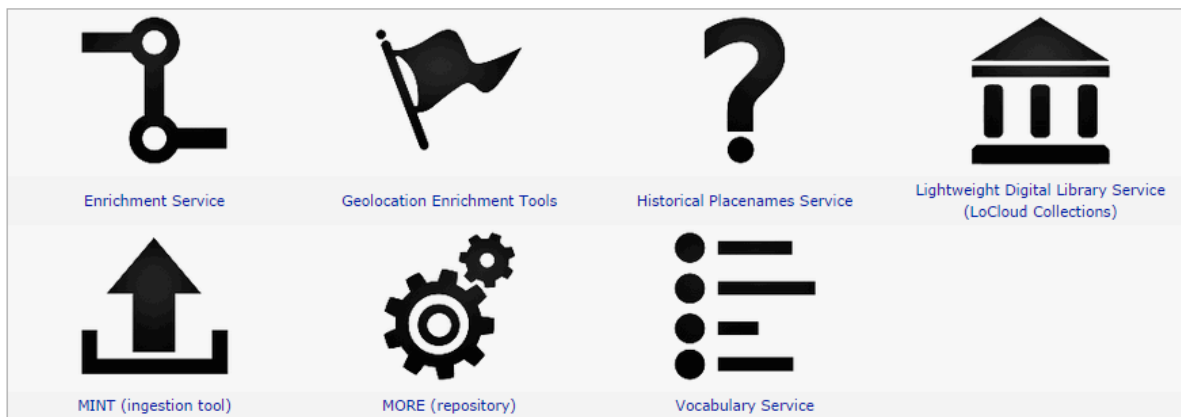 Enrichment Service
Geolocation Enrichment Tools
Historical Placenames Service
Lightweight Digital Library Service
(LoCloud Collections)
MINT (ingestion tool)
MORE (repository)
Vocabulary Service